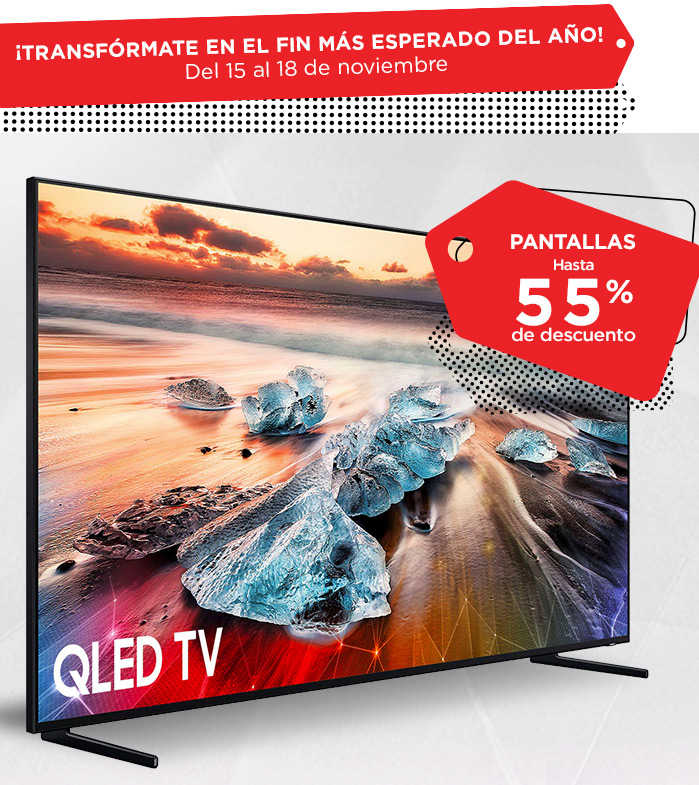 ¡TRANSFÓRMATE EN EL FIN MÁS ESPERADO DEL AÑO!
Del 15 al 18 de noviembre
PANTALLAS
Hasta
55%
de descuento
QLED TV